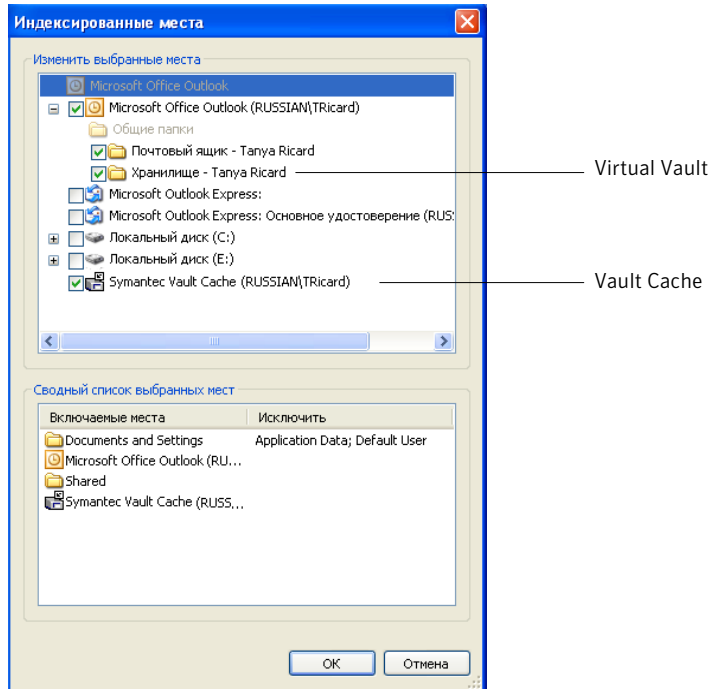 Индексированные места
Изменить выбранные места
Microsoft Office Outlook
Microsoft Office Outlook (RUSSIAN\TRicard)
Общие папки
Почтовый ящик - Tanya Ricard
Хранилище - Tanya Ricard
Virtual Vault
Microsoft Outlook Express:
Microsoft Outlook Express: Основное удостоверение (RUS
Локальный диск (C:)
Локальный диск (E:)
Symantec Vault Cache (RUSSIAN\TRicard)
Vault Cache
Сводный список выбранных мест
Включаемые места Исключить
Documents and Settings Application Data; Default User
Microsoft Office Outlook (RU...
Shared
Symantec Vault Cache (RUSS...
ОК Отмена